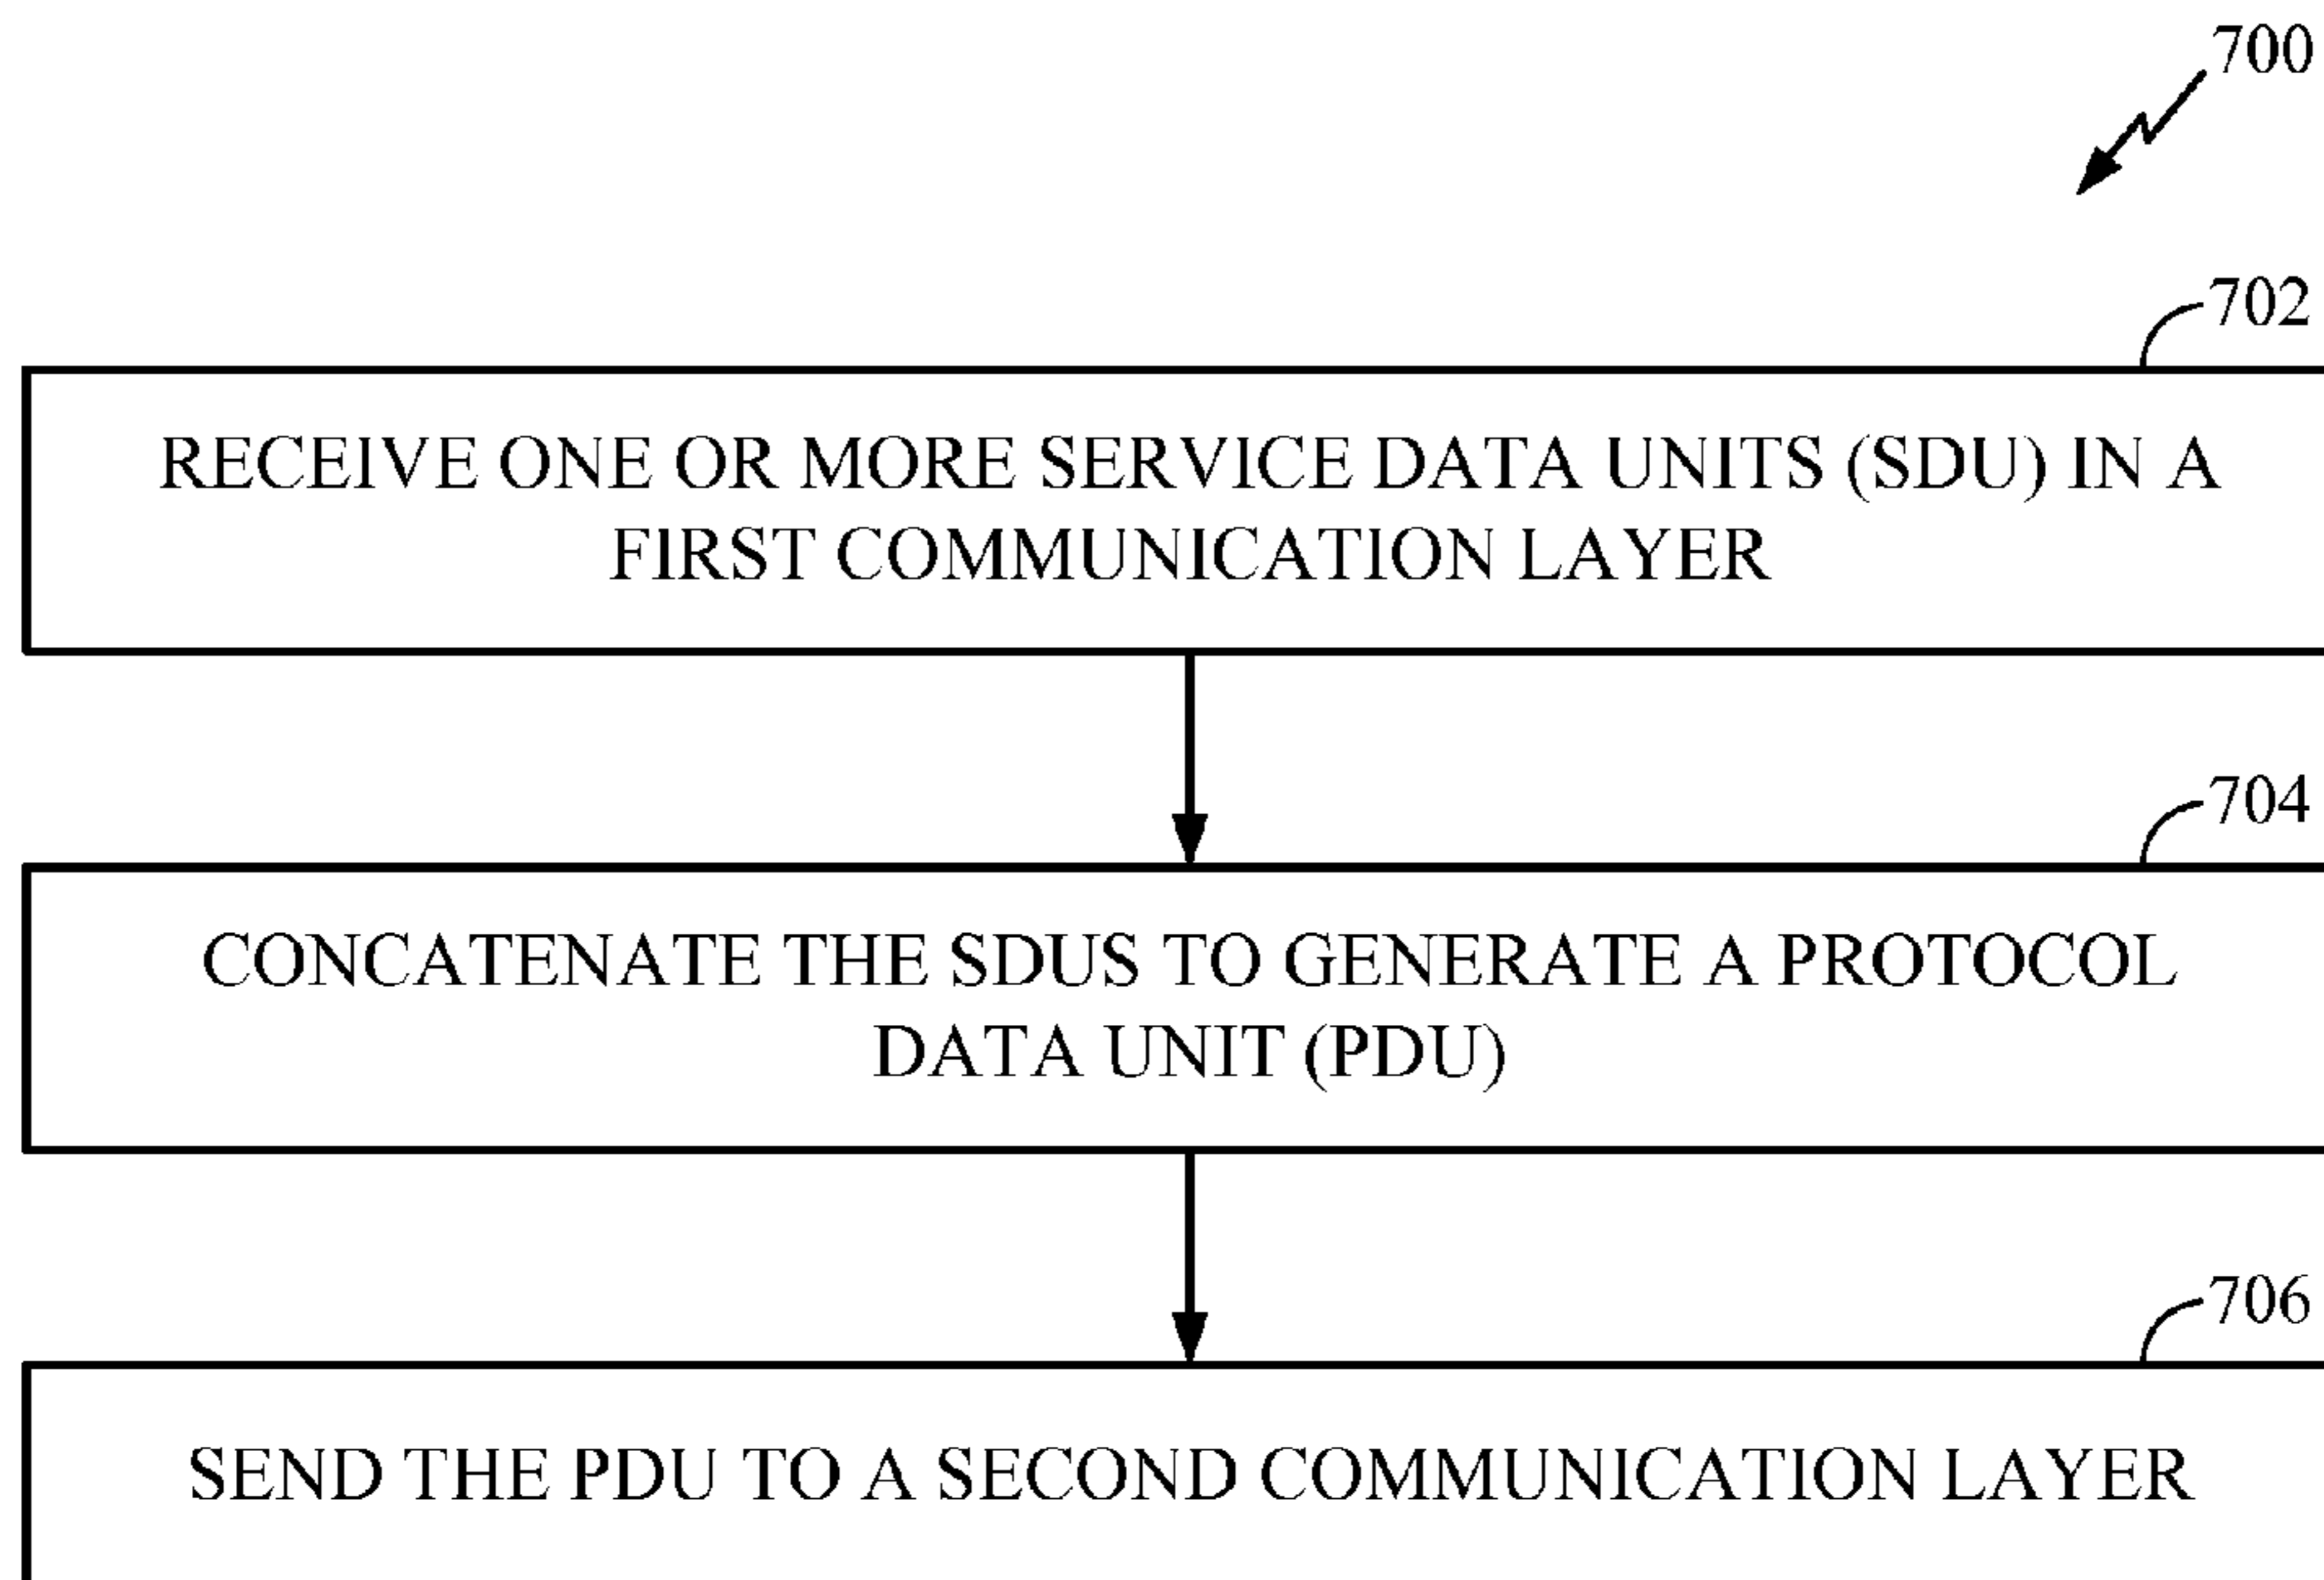 700
702
RECEIVE ONE OR MORE SERVICE DATA UNITS (SDU) IN A
FIRST COMMUNICATION LAYER
704
CONCATENATE THE SDUS TO GENERATE A PROTOCOL
DATA UNIT (PDU)
706
SEND THE PDU TO A SECOND COMMUNICATION LAYER